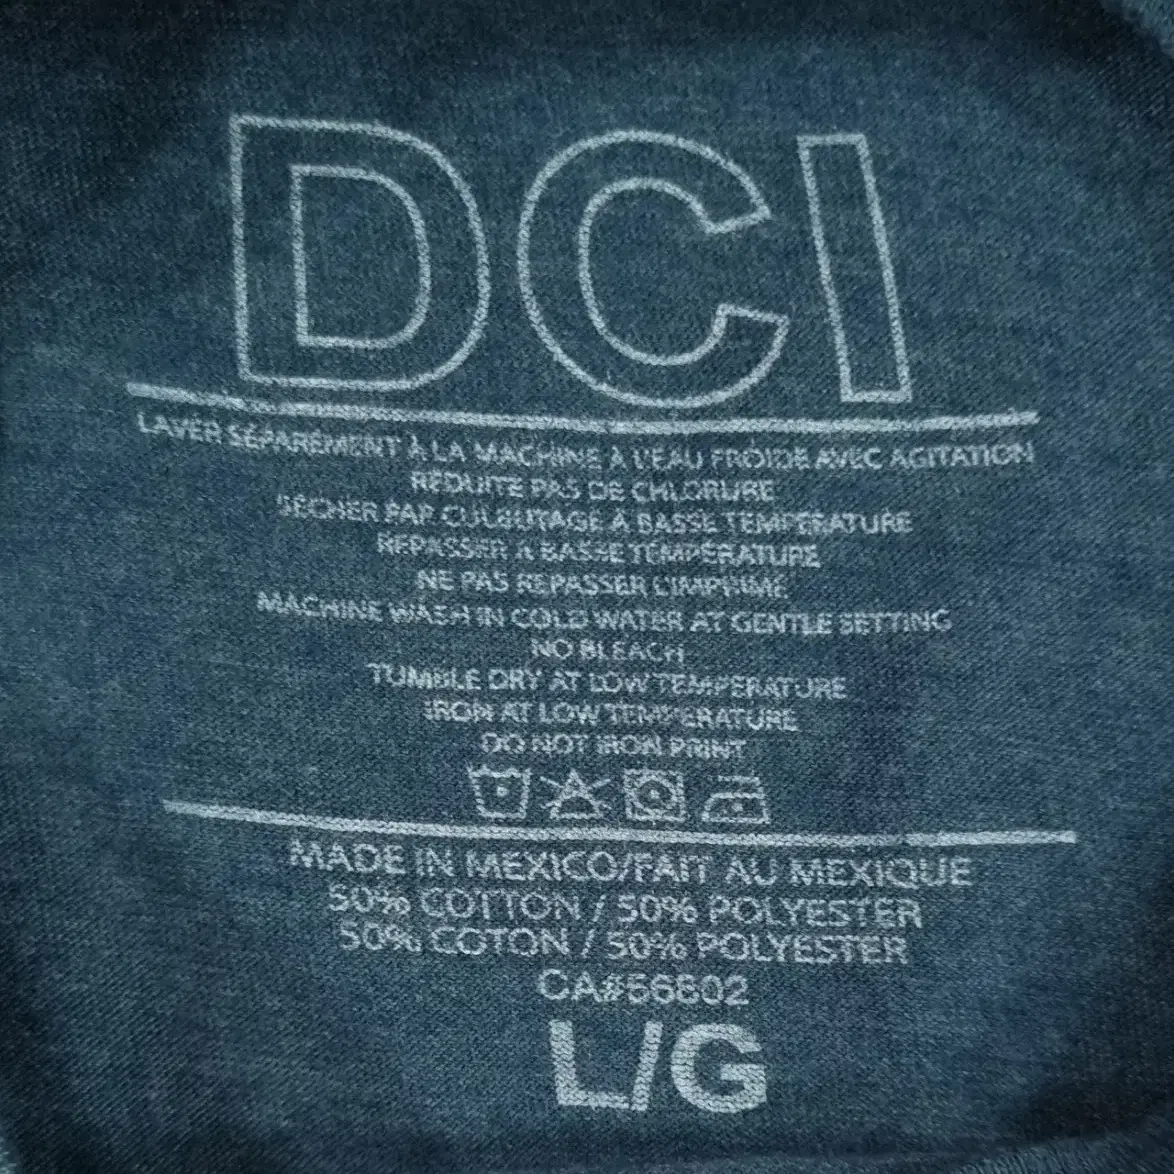 DCI
LAVER SÉPARÉMENT À LA MACHINE À L'EAU FROIDE AVEC AGITATION
RÉDUITE PAS DE CHLORURE
SÉCHER PAR CULBUTAGE À BASSE TEMPÉRATURE
REPASSER À BASSE TEMPÉRATURE
NE PAS REPASSER L'IMPRIMÉ
MACHINE WASH IN COLD WATER AT GENTLE SETTING
NO BLEACH
TUMBLE DRY AT LOW TEMPERATURE
IRON AT LOW TEMPERATURE
DO NOT IRON PRINT
MADE IN MEXICO/FAIT AU MEXIQUE
50% COTTON / 50% POLYESTER
50% COTON / 50% POLYESTER
CA#56602
L/G